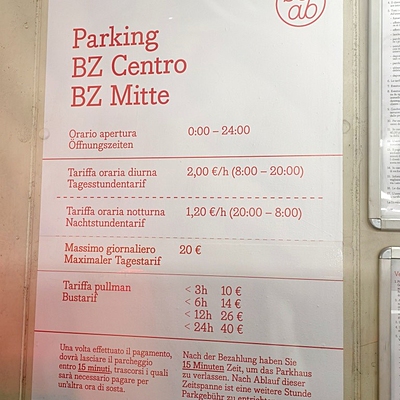 ab
Parking
BZ Centro
BZ Mitte
Orario apertura 0:00 – 24:00
Öffnungszeiten
Tariffa oraria diurna 2,00 €/h (8:00 – 20:00)
Tagesstundentarif
Tariffa oraria notturna 1,20 €/h (20:00 – 8:00)
Nachtstundentarif
Massimo giornaliero 20 €
Maximaler Tagestarif
Tariffa pullman < 3h 10 €
Bustarif < 6h 14 €
< 12h 26 €
< 24h 40 €
Una volta effettuato il pagamento,
dovrà lasciare il parcheggio
entro 15 minuti, trascorsi i quali
sarà necessario pagare per
un'altra ora di sosta.
Nach der Bezahlung haben Sie
15 Minuten Zeit, um das Parkhaus
zu verlassen. Nach Ablauf dieser
Zeitspanne ist eine weitere Stunde
Parkgebühr zu